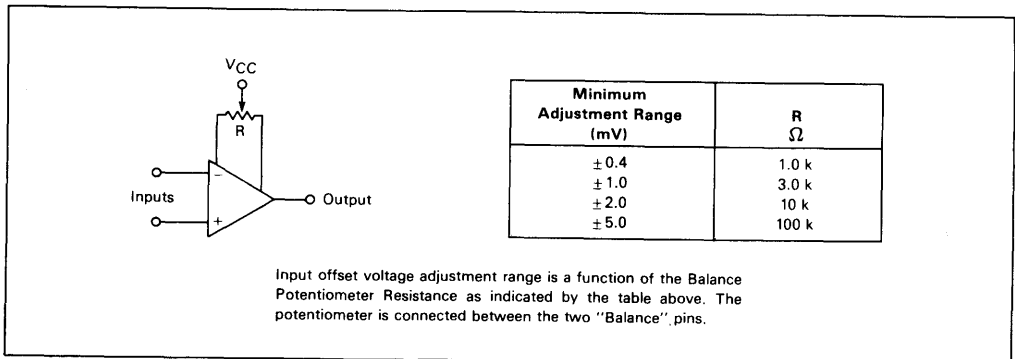 VCC
R
−
+
Inputs
Output
Minimum
Adjustment Range
(mV)
R
Ω
±0.4 1.0 k
±1.0 3.0 k
±2.0 10 k
±5.0 100 k
Input offset voltage adjustment range is a function of the Balance
Potentiometer Resistance as indicated by the table above. The
potentiometer is connected between the two "Balance" pins.